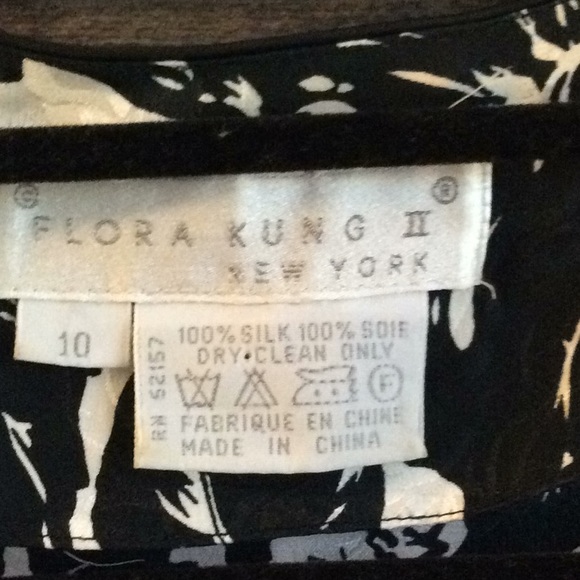 © ®
FLORA KUNG II
NEW YORK
10
RN 52157
100% SILK 100% SOIE
DRY•CLEAN ONLY
F
FABRIQUE EN CHINE
MADE IN CHINA